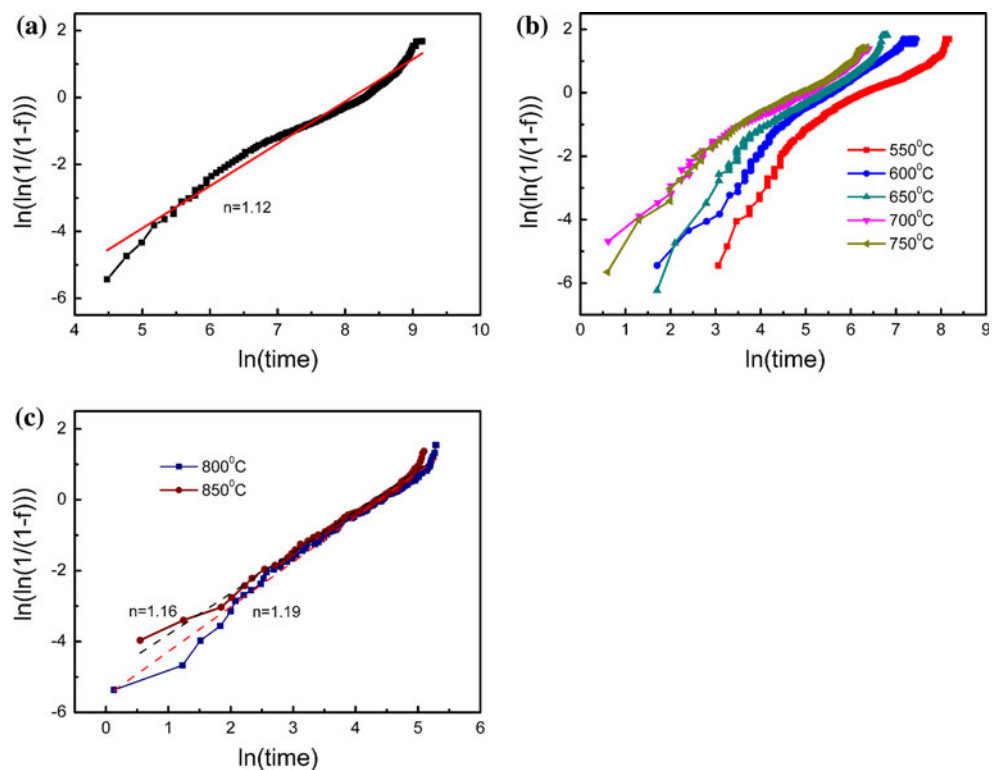 (a)
2
0
-2
-4
-6
4 5 6 7 8 9 10
ln(ln(1/(1-f)))
ln(time)
n=1.12
(b)
2
0
-2
-4
-6
0 1 2 3 4 5 6 7 8 9
ln(ln(1/(1-f)))
ln(time)
550⁰C
600⁰C
650⁰C
700⁰C
750⁰C
(c)
2
0
-2
-4
-6
0 1 2 3 4 5 6
ln(ln(1/(1-f)))
ln(time)
800⁰C
850⁰C
n=1.16
n=1.19